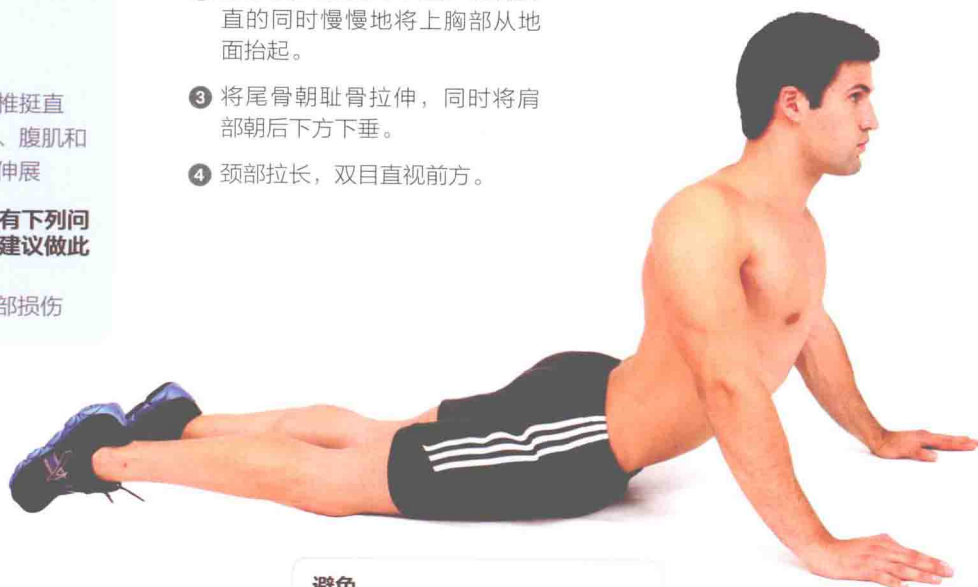 直的同时慢慢地将上胸部从地
面抬起。
❸ 将尾骨朝耻骨拉伸，同时将肩
部朝后下方下垂。
❹ 颈部拉长，双目直视前方。
椎挺直
、腹肌和
伸展
有下列问
建议做此
部损伤
避免